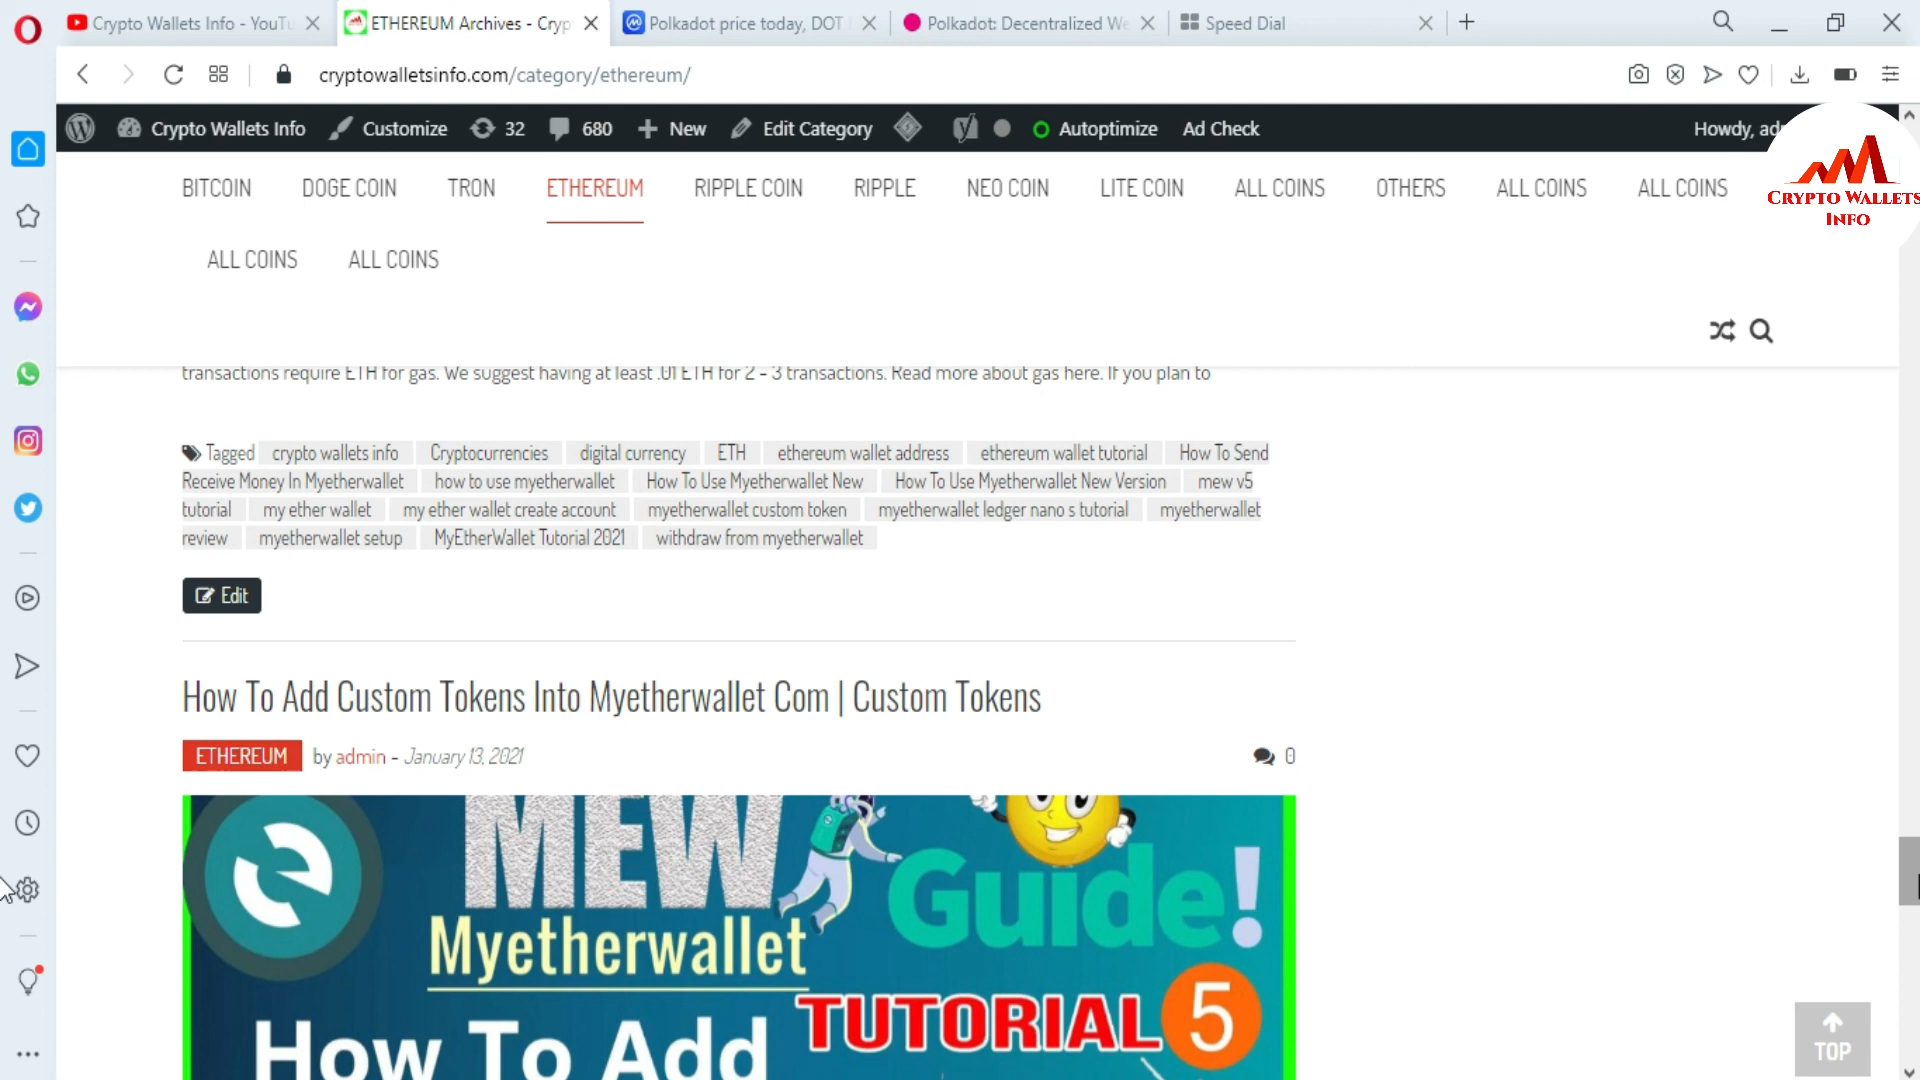 Crypto Wallets Info - YouTu
ETHEREUM Archives - Cryp
Polkadot price today, DOT
Polkadot: Decentralized We
Speed Dial
cryptowalletsinfo.com/category/ethereum/
Crypto Wallets Info
Customize
32
680
New
Edit Category
Autoptimize
Ad Check
Howdy, ad
CRYPTO WALLETS
INFO
BITCOIN DOGE COIN TRON ETHEREUM RIPPLE COIN RIPPLE NEO COIN LITE COIN ALL COINS OTHERS ALL COINS ALL COINS
ALL COINS ALL COINS
transactions require ETH for gas. We suggest having at least .01 ETH for 2 – 3 transactions. Read more about gas here. If you plan to
Tagged crypto wallets info Cryptocurrencies digital currency ETH ethereum wallet address ethereum wallet tutorial How To Send
Receive Money In Myetherwallet how to use myetherwallet How To Use Myetherwallet New How To Use Myetherwallet New Version mew v5
tutorial my ether wallet my ether wallet create account myetherwallet custom token myetherwallet ledger nano s tutorial myetherwallet
review myetherwallet setup MyEtherWallet Tutorial 2021 withdraw from myetherwallet
Edit
How To Add Custom Tokens Into Myetherwallet Com | Custom Tokens
ETHEREUM by admin - January 13, 2021
0
MEW
Guide!
Myetherwallet
TUTORIAL 5
How To Add
TOP